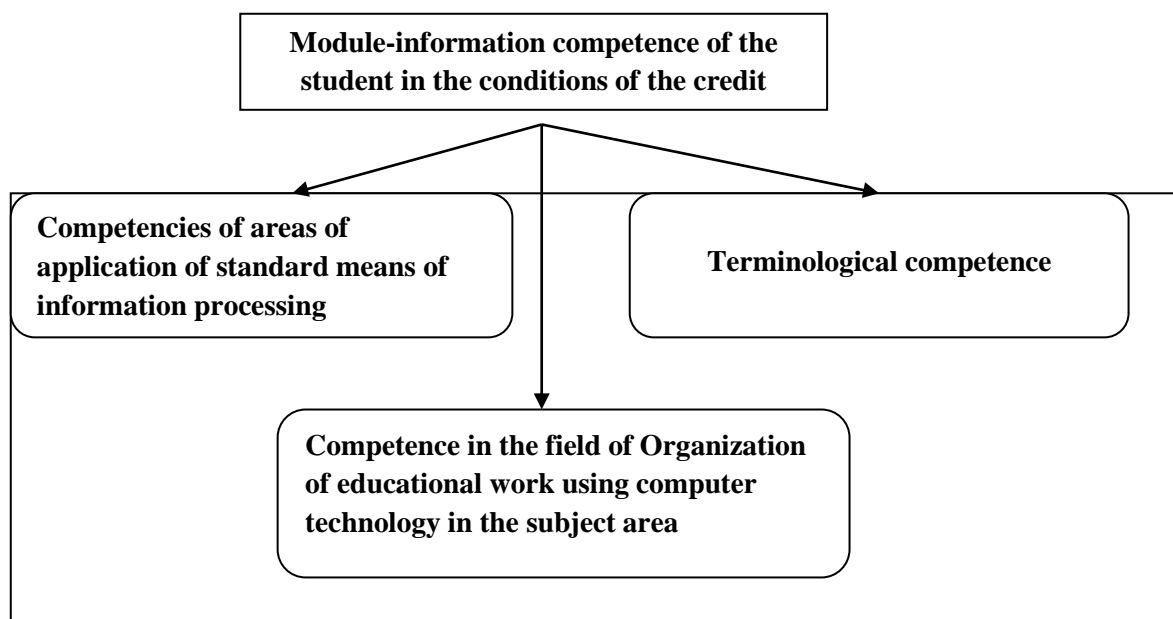 Module-information competence of the
student in the conditions of the credit
Competencies of areas of
application of standard means of
information processing
Terminological competence
Competence in the field of Organization
of educational work using computer
technology in the subject area